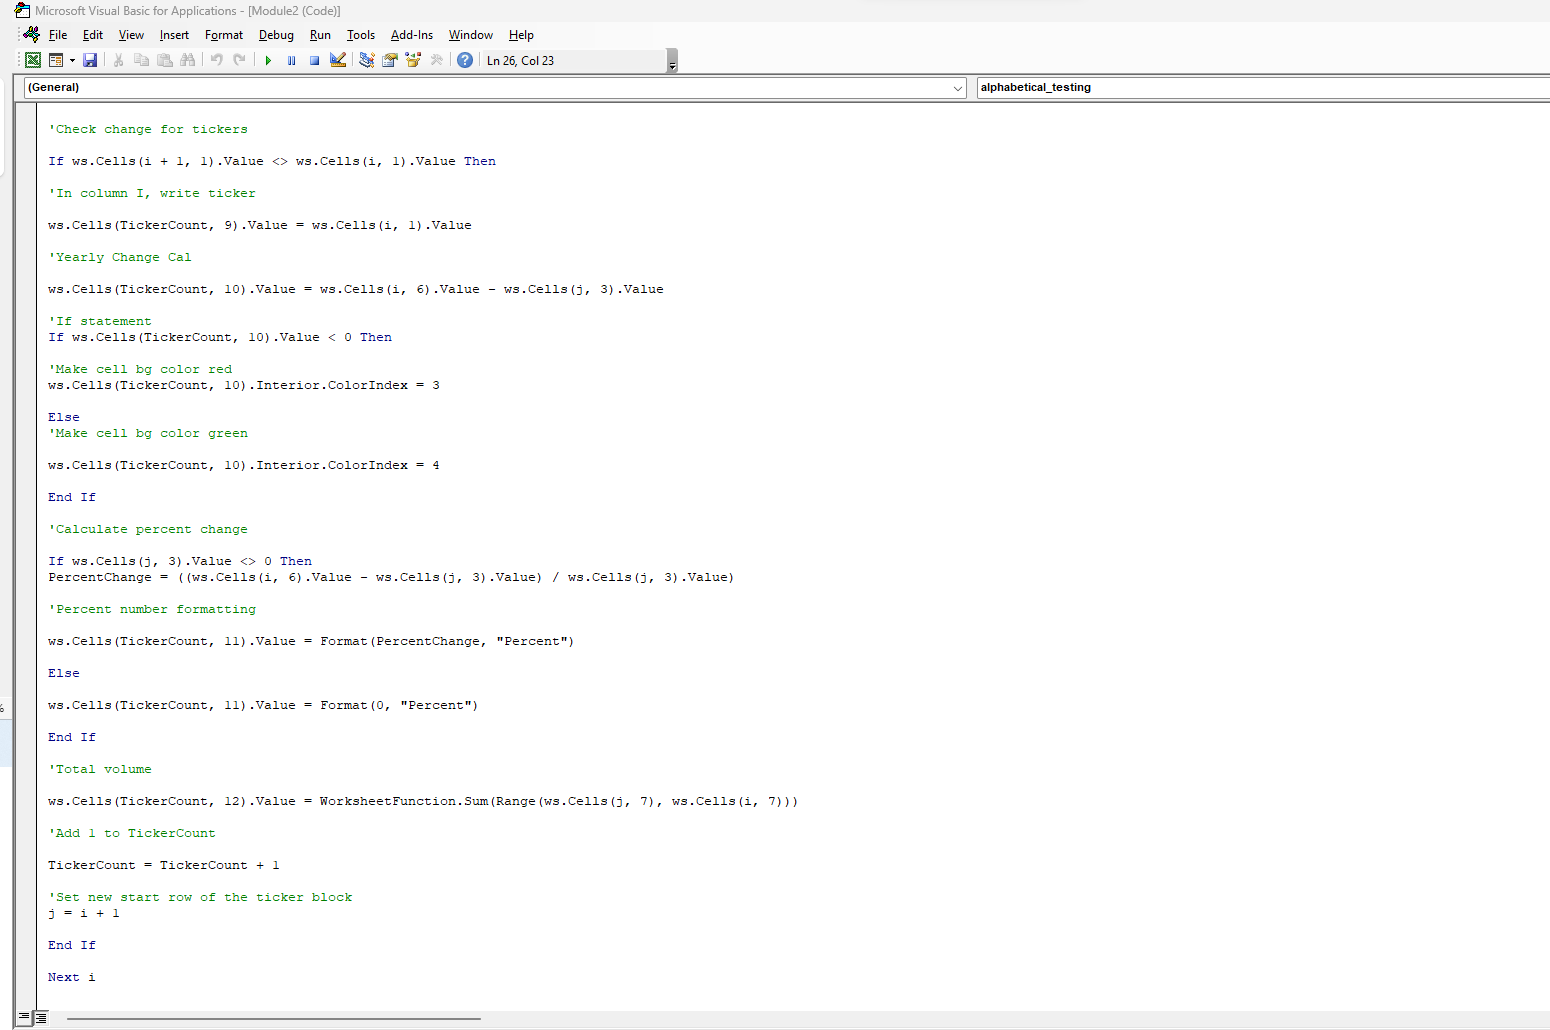 Microsoft Visual Basic for Applications - [Module2 (Code)]
File Edit View Insert Format Debug Run Tools Add-Ins Window Help
Ln 26, Col 23
(General)
alphabetical_testing
'Check change for tickers
If ws.Cells(i + 1, 1).Value <> ws.Cells(i, 1).Value Then
'In column I, write ticker
ws.Cells(TickerCount, 9).Value = ws.Cells(i, 1).Value
'Yearly Change Cal
ws.Cells(TickerCount, 10).Value = ws.Cells(i, 6).Value - ws.Cells(j, 3).Value
'If statement
If ws.Cells(TickerCount, 10).Value < 0 Then
'Make cell bg color red
ws.Cells(TickerCount, 10).Interior.ColorIndex = 3
Else
'Make cell bg color green
ws.Cells(TickerCount, 10).Interior.ColorIndex = 4
End If
'Calculate percent change
If ws.Cells(j, 3).Value <> 0 Then
PercentChange = ((ws.Cells(i, 6).Value - ws.Cells(j, 3).Value) / ws.Cells(j, 3).Value)
'Percent number formatting
ws.Cells(TickerCount, 11).Value = Format(PercentChange, "Percent")
Else
ws.Cells(TickerCount, 11).Value = Format(0, "Percent")
End If
'Total volume
ws.Cells(TickerCount, 12).Value = WorksheetFunction.Sum(Range(ws.Cells(j, 7), ws.Cells(i, 7)))
'Add 1 to TickerCount
TickerCount = TickerCount + 1
'Set new start row of the ticker block
j = i + 1
End If
Next i